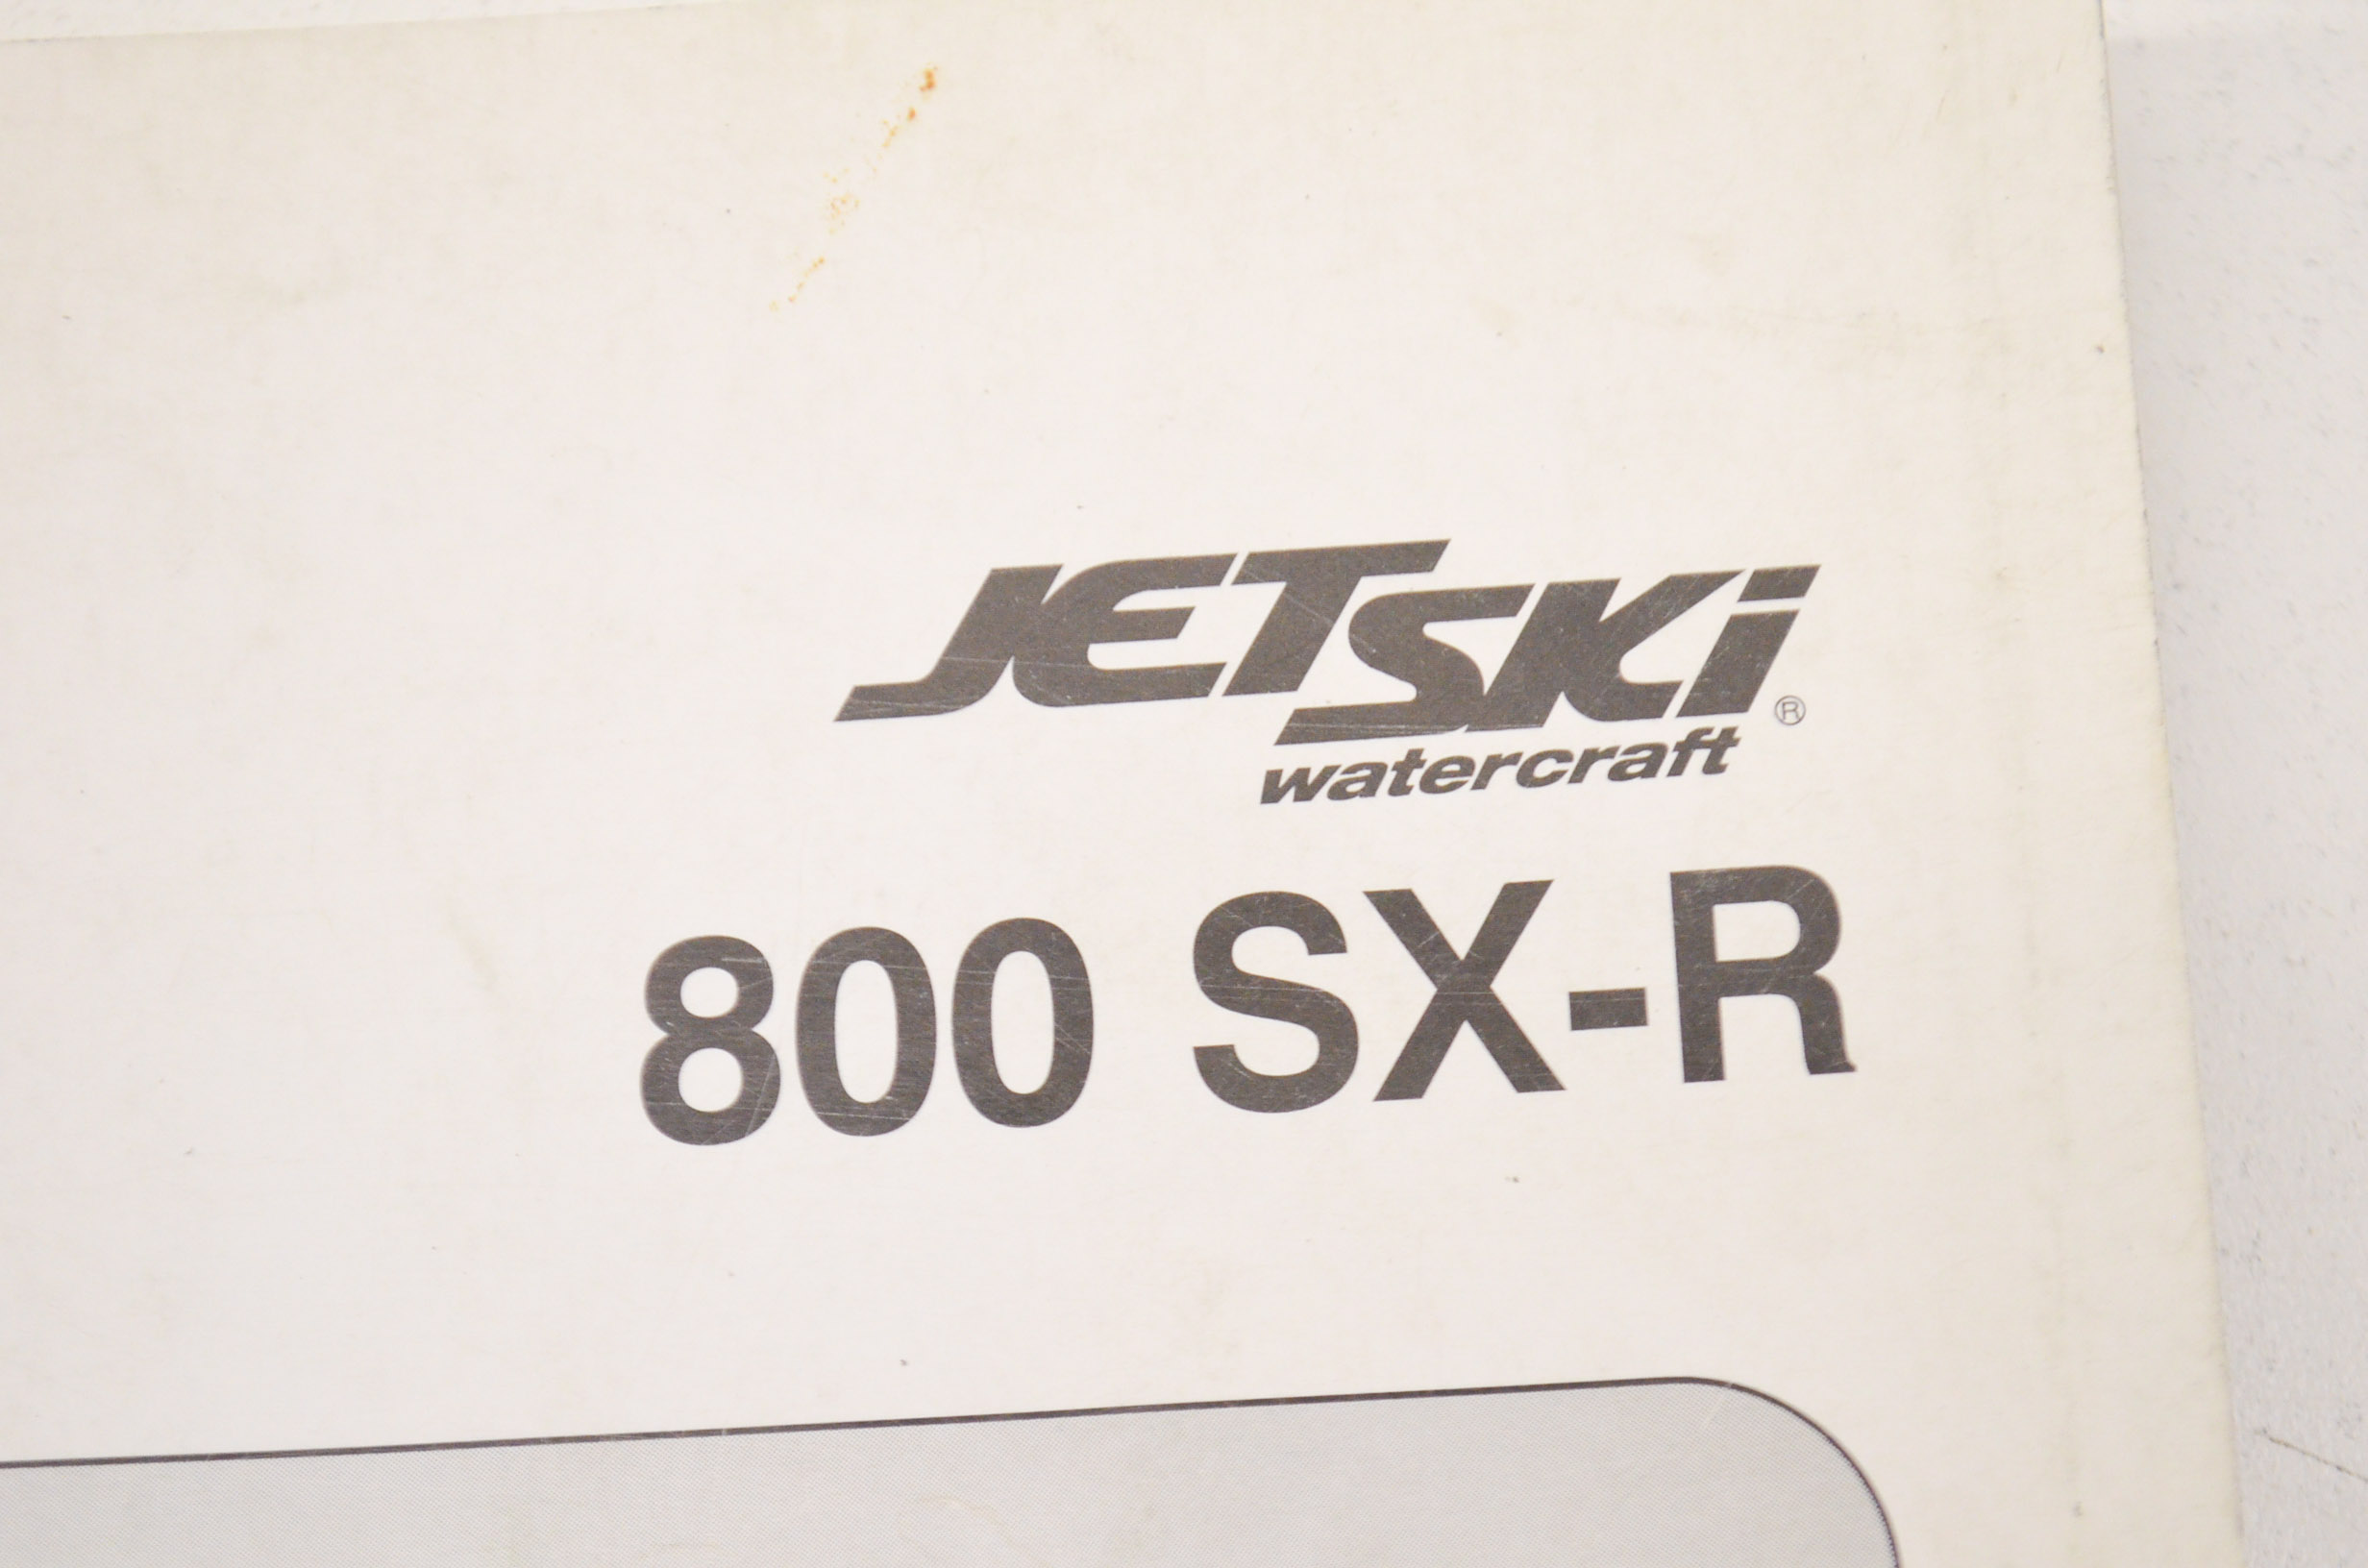 JETSKi®
watercraft
800 SX-R